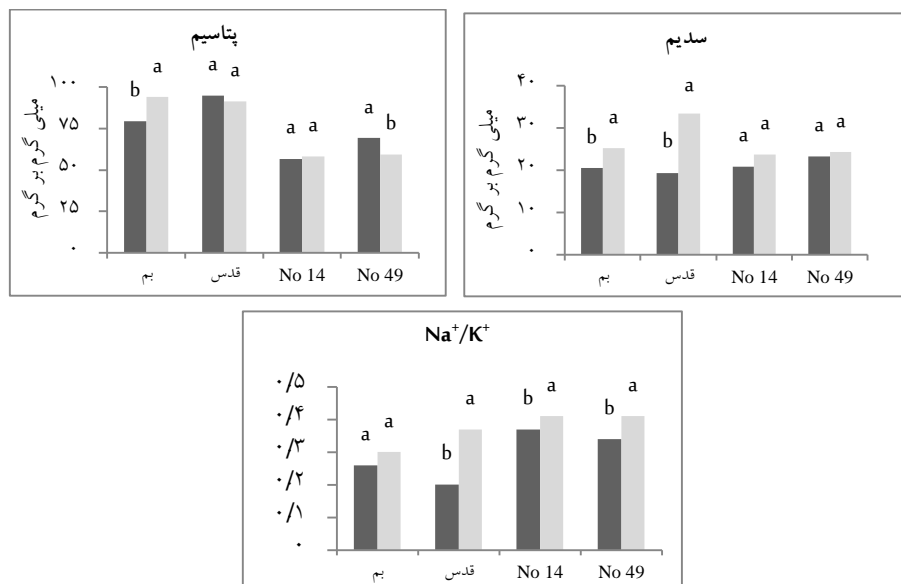 پتاسیم
میلی گرم بر گرم
۱۰۰
۷۵
۵۰
۲۵
۰
b a a a a a a b
بم قدس No 14 No 49
سدیم
میلی گرم بر گرم
۴۰
۳۰
۲۰
۱۰
۰
b a b a a a a a
بم قدس No 14 No 49
Na⁺/K⁺
۰/۵
۰/۴
۰/۳
۰/۲
۰/۱
۰
a a b a b a b a
بم قدس No 14 No 49